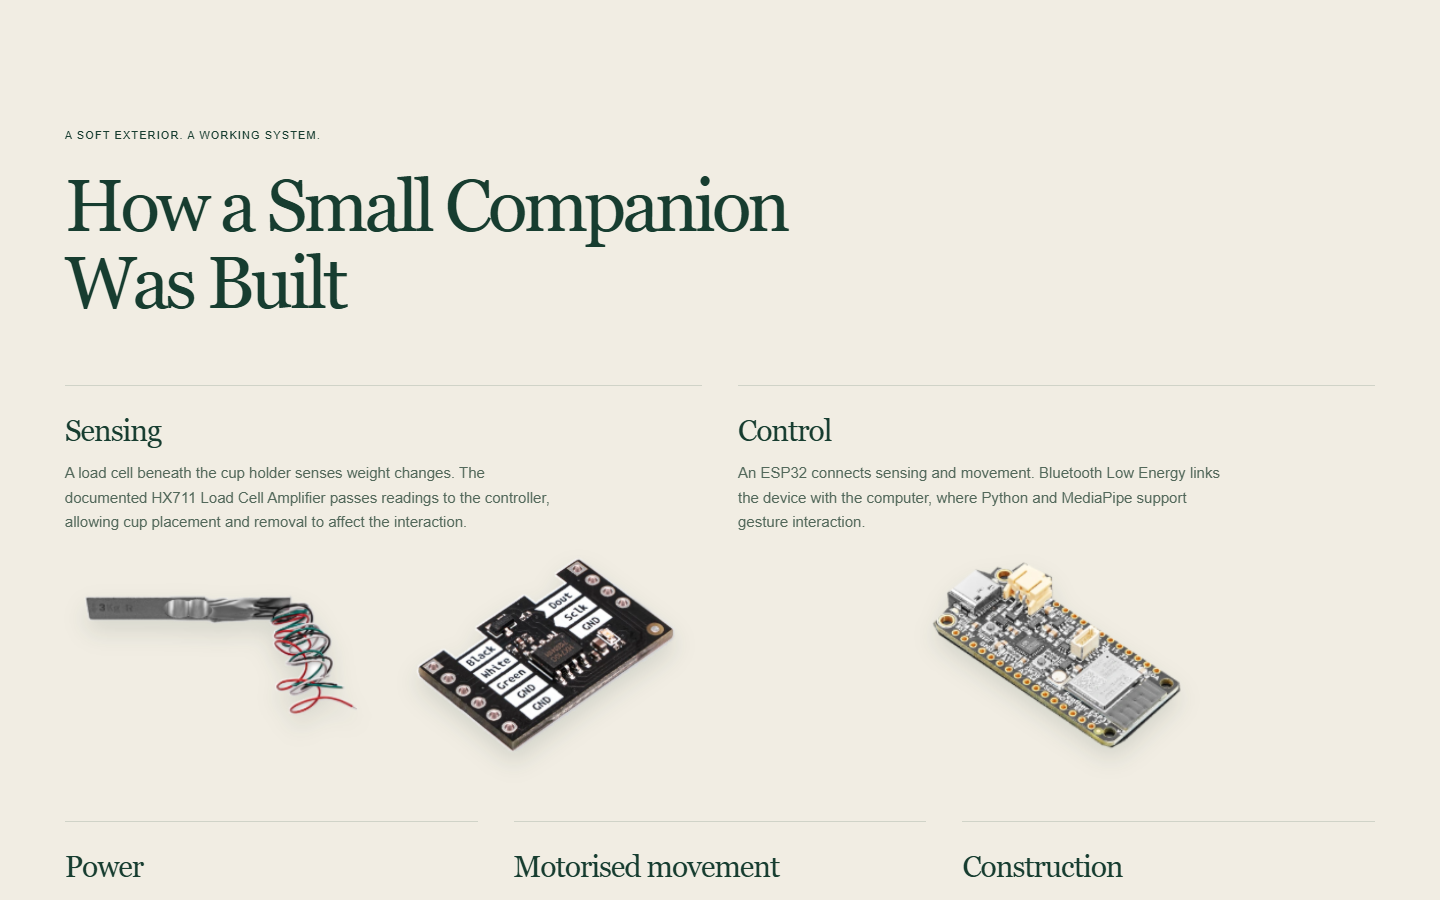 A SOFT EXTERIOR. A WORKING SYSTEM.
How a Small Companion
Was Built
Sensing
A load cell beneath the cup holder senses weight changes. The
documented HX711 Load Cell Amplifier passes readings to the controller,
allowing cup placement and removal to affect the interaction.
Control
An ESP32 connects sensing and movement. Bluetooth Low Energy links
the device with the computer, where Python and MediaPipe support
gesture interaction.
Dout
Sclk
GND
Black
White
Green
GND
GND
Power
Motorised movement
Construction